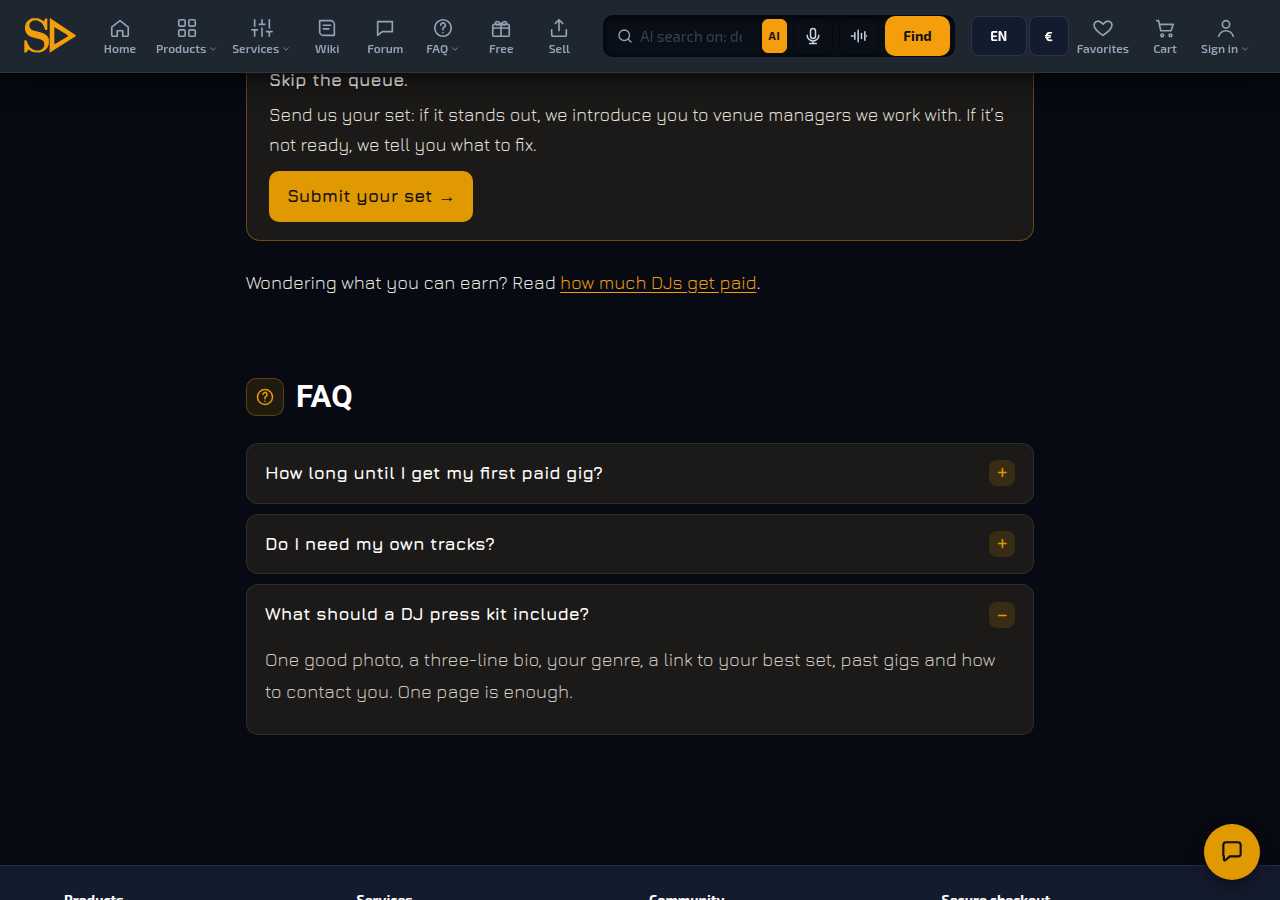 SD
Home
Products
Services
Wiki
Forum
FAQ
Free
Sell
AI search on: de
AI
Find
EN
€
Favorites
Cart
Sign in
Skip the queue.
Send us your set: if it stands out, we introduce you to venue managers we work with. If it's
not ready, we tell you what to fix.
Submit your set →
Wondering what you can earn? Read how much DJs get paid.
FAQ
How long until I get my first paid gig?
+
Do I need my own tracks?
+
What should a DJ press kit include?
−
One good photo, a three-line bio, your genre, a link to your best set, past gigs and how
to contact you. One page is enough.
Products
Services
Community
Secure checkout